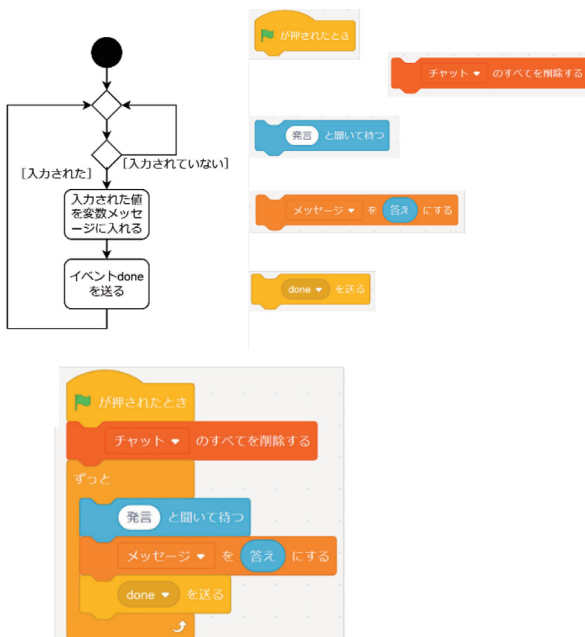 が押されたとき
チャット のすべてを削除する
発言 と聞いて待つ
[入力された]
[入力されていない]
入力された値
を変数メッセ
ージに入れる
メッセージ を 答え にする
イベントdone
を送る
done を送る
が押されたとき
チャット のすべてを削除する
ずっと
発言 と聞いて待つ
メッセージ を 答え にする
done を送る